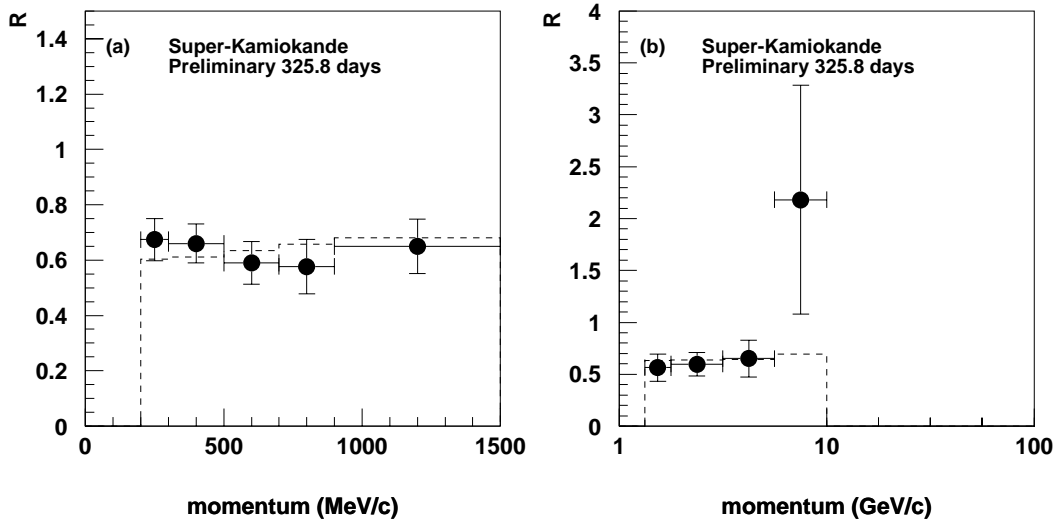 R
(a) Super-Kamiokande
Preliminary 325.8 days
1.4
1.2
1
0.8
0.6
0.4
0.2
0
0 500 1000 1500
momentum (MeV/c)
R
(b) Super-Kamiokande
Preliminary 325.8 days
4
3.5
3
2.5
2
1.5
1
0.5
0
1 10 100
momentum (GeV/c)